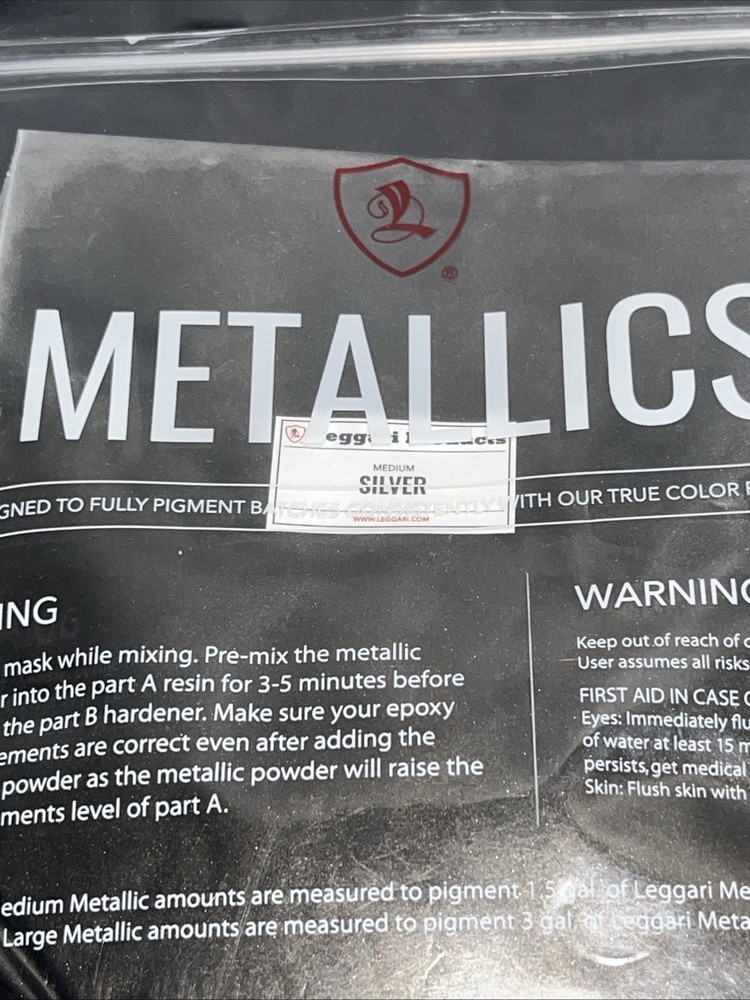 ®
METALLICS
Leggari Products
MEDIUM
SILVER
GNED TO FULLY PIGMENT BATCHES CONSISTENTLY WITH OUR TRUE COLOR
WWW.LEGGARI.COM
ING
mask while mixing. Pre-mix the metallic
r into the part A resin for 3-5 minutes before
the part B hardener. Make sure your epoxy
ements are correct even after adding the
powder as the metallic powder will raise the
ments level of part A.
WARNING
Keep out of reach of c
User assumes all risks
FIRST AID IN CASE O
Eyes: Immediately flu
of water at least 15 m
persists, get medical
Skin: Flush skin with
edium Metallic amounts are measured to pigment 1.5 gal. of Leggari Me
Large Metallic amounts are measured to pigment 3 gal. of Leggari Meta